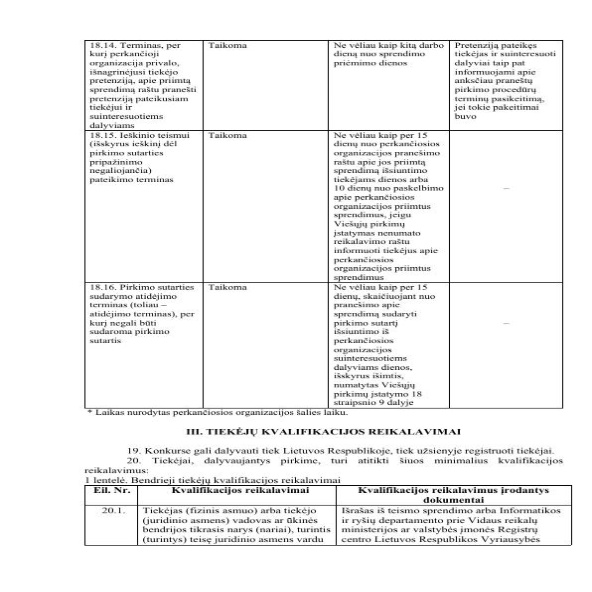 18.14. Terminas, per
kurį perkančioji
organizacija privalo,
išnagrinėjusi tiekėjo
pretenziją, apie priimtą
sprendimą raštu pranešti
pretenziją pateikusiam
tiekėjui ir
suinteresuotiems
dalyviams
Taikoma
Ne vėliau kaip kitą darbo
dieną nuo sprendimo
priėmimo dienos
Pretenziją pateikęs
tiekėjas ir suinteresuoti
dalyviai taip pat
informuojami apie
anksčiau praneštų
pirkimo procedūrų
terminų pasikeitimą,
jei tokie pakeitimai
buvo
18.15. Ieškinio teismui
(išskyrus ieškinį dėl
pirkimo sutarties
pripažinimo
negaliojančia)
pateikimo terminas
Taikoma
Ne vėliau kaip per 15
dienų nuo perkančiosios
organizacijos pranešimo
raštu apie jos priimtą
sprendimą išsiuntimo
tiekėjams dienos arba
10 dienų nuo paskelbimo
apie perkančiosios
organizacijos priimtus
sprendimus, jeigu
Viešųjų pirkimų
įstatymas nenumato
reikalavimo raštu
informuoti tiekėjus apie
perkančiosios
organizacijos priimtus
sprendimus
–
18.16. Pirkimo sutarties
sudarymo atidėjimo
terminas (toliau –
atidėjimo terminas), per
kurį negali būti
sudaroma pirkimo
sutartis
Taikoma
Ne vėliau kaip per 15
dienų, skaičiuojant nuo
pranešimo apie
sprendimą sudaryti
pirkimo sutartį
išsiuntimo iš
perkančiosios
organizacijos
suinteresuotiems
dalyviams dienos,
išskyrus išimtis,
numatytas Viešųjų
pirkimų įstatymo 18
straipsnio 9 dalyje
–
* Laikas nurodytas perkančiosios organizacijos šalies laiku.
III. TIEKĖJŲ KVALIFIKACIJOS REIKALAVIMAI
19. Konkurse gali dalyvauti tiek Lietuvos Respublikoje, tiek užsienyje registruoti tiekėjai.
20. Tiekėjai, dalyvaujantys pirkime, turi atitikti šiuos minimalius kvalifikacijos
reikalavimus:
1 lentelė. Bendrieji tiekėjų kvalifikacijos reikalavimai
Eil. Nr.
Kvalifikacijos reikalavimai
Kvalifikacijos reikalavimus įrodantys
dokumentai
20.1.
Tiekėjas (fizinis asmuo) arba tiekėjo
(juridinio asmens) vadovas ar ūkinės
bendrijos tikrasis narys (nariai), turintis
(turintys) teisę juridinio asmens vardu
Išrašas iš teismo sprendimo arba Informatikos
ir ryšių departamento prie Vidaus reikalų
ministerijos ar valstybės įmonės Registrų
centro Lietuvos Respublikos Vyriausybės